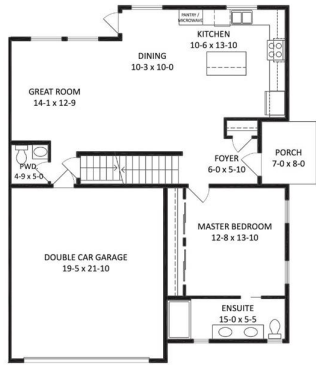 PANTRY /
MICROWAVE
KITCHEN
10-6 x 13-10
DINING
10-3 x 10-0
GREAT ROOM
14-1 x 12-9
PWD
4-9 x 5-0
FOYER
6-0 x 5-10
PORCH
7-0 x 8-0
MASTER BEDROOM
12-8 x 13-10
DOUBLE CAR GARAGE
19-5 x 21-10
ENSUITE
15-0 x 5-5